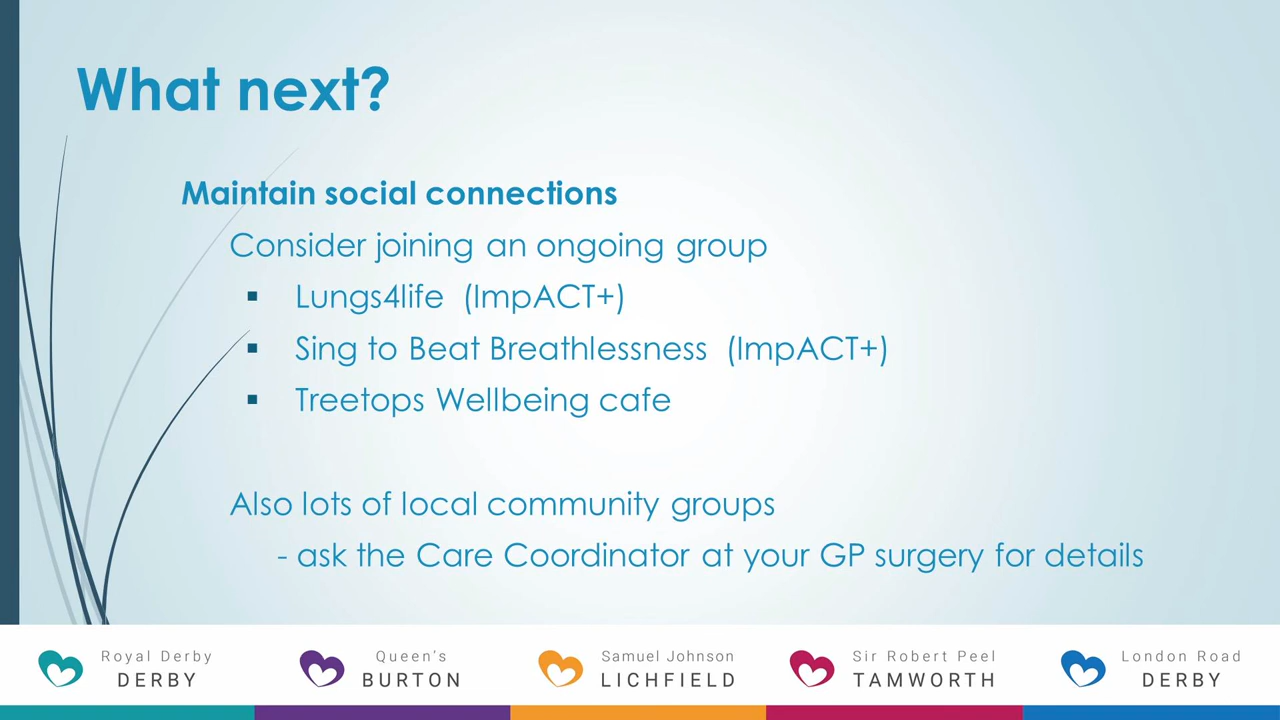 What next?
Maintain social connections
Consider joining an ongoing group
▪ Lungs4life (ImpACT+)
▪ Sing to Beat Breathlessness (ImpACT+)
▪ Treetops Wellbeing cafe
Also lots of local community groups
- ask the Care Coordinator at your GP surgery for details
Royal Derby
DERBY
Queen's
BURTON
Samuel Johnson
LICHFIELD
Sir Robert Peel
TAMWORTH
London Road
DERBY